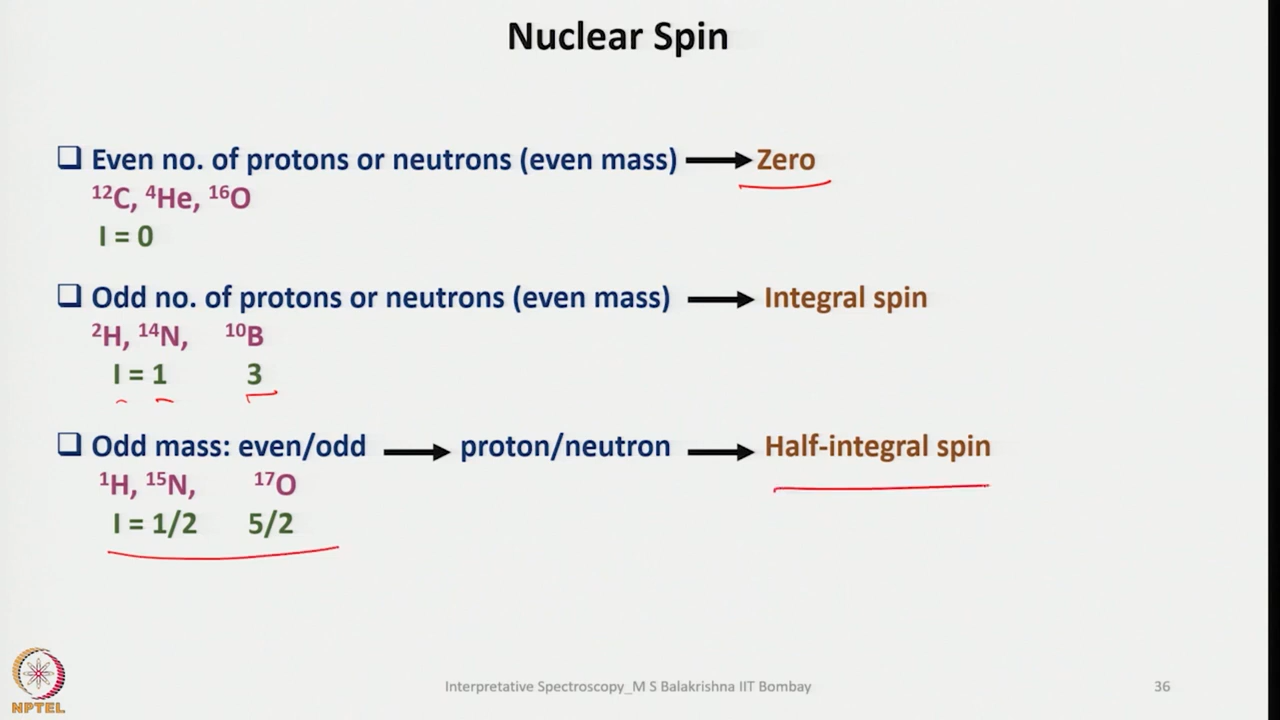 Nuclear Spin
❑ Even no. of protons or neutrons (even mass) → Zero
¹²C, ⁴He, ¹⁶O
I = 0
❑ Odd no. of protons or neutrons (even mass) → Integral spin
²H, ¹⁴N, ¹⁰B
I = 1 3
❑ Odd mass: even/odd → proton/neutron → Half-integral spin
¹H, ¹⁵N, ¹⁷O
I = 1/2 5/2
NPTEL
Interpretative Spectroscopy_M S Balakrishna IIT Bombay
36